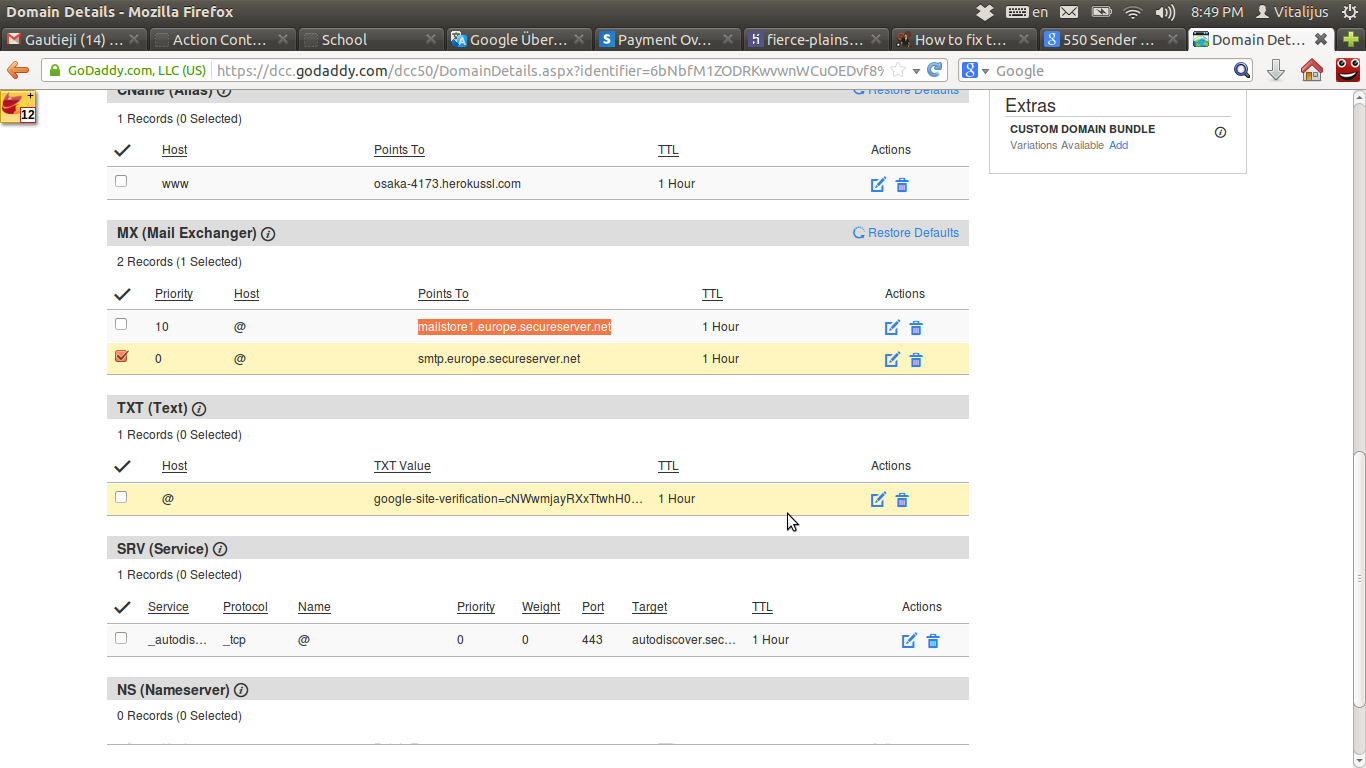 Domain Details - Mozilla Firefox
en 8:49 PM Vitalijus
Gautieji (14) ... Action Cont... School Google Über... Payment Ov... fierce-plains... How to fix t... 550 Sender ... Domain Det...
GoDaddy.com, LLC (US) https://dcc.godaddy.com/dcc50/DomainDetails.aspx?identifier=6bNbfM1ZODRKwvwnWCuOEDvf8% Google
+
12
CName (Alias) Restore Defaults
1 Records (0 Selected)
Host Points To TTL Actions
www osaka-4173.herokussl.com 1 Hour
MX (Mail Exchanger) Restore Defaults
2 Records (1 Selected)
Priority Host Points To TTL Actions
10 @ mailstore1.europe.secureserver.net 1 Hour
0 @ smtp.europe.secureserver.net 1 Hour
TXT (Text)
1 Records (0 Selected)
Host TXT Value TTL Actions
@ google-site-verification=cNWwmjayRXxTtwhH0... 1 Hour
SRV (Service)
1 Records (0 Selected)
Service Protocol Name Priority Weight Port Target TTL Actions
_autodis... _tcp @ 0 0 443 autodiscover.sec... 1 Hour
NS (Nameserver)
0 Records (0 Selected)
Extras
CUSTOM DOMAIN BUNDLE
Variations Available Add